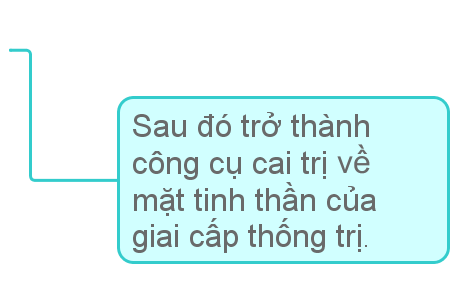 Sau đó trở thành
công cụ cai trị về
mặt tinh thần của
giai cấp thống trị.